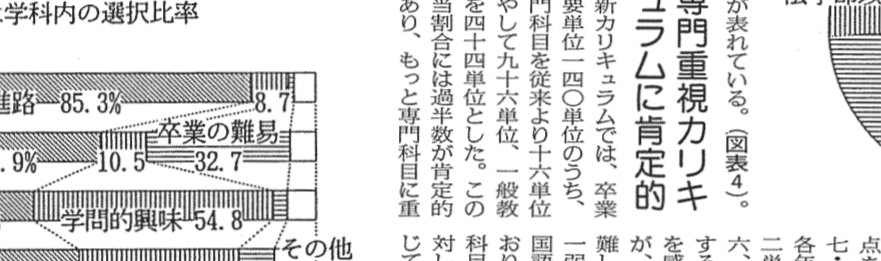 学科内の選択比率
進路 85.3% 8.7
卒業の難易
.9% 10.5 32.7
学問的興味 54.8
その他
が表れている。(図表4)。
専門重視カリキ
ュラムに肯定的
新カリキュラムでは、卒業
要単位一四〇単位のうち、
門科目を従来より十六単位
やして九十六単位、一般教
を四十四単位とした。この
当割合には過半数が肯定的
あり、もっと専門科目に重
点
七・
各年
二単
六、
する
を感
が、
難し
一弱
国語
おり
科目
対し
じて